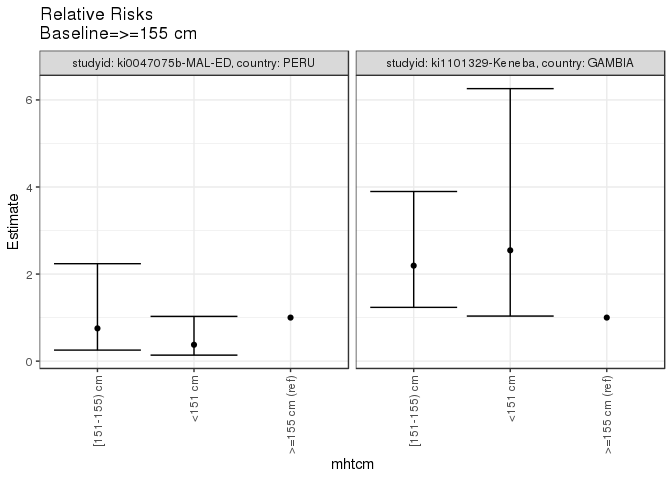 Relative Risks
Baseline=>=155 cm
studyid: ki0047075b-MAL-ED, country: PERU
studyid: ki1101329-Keneba, country: GAMBIA
6
4
2
0
Estimate
[151-155) cm
<151 cm
>=155 cm (ref)
[151-155) cm
<151 cm
>=155 cm (ref)
mhtcm